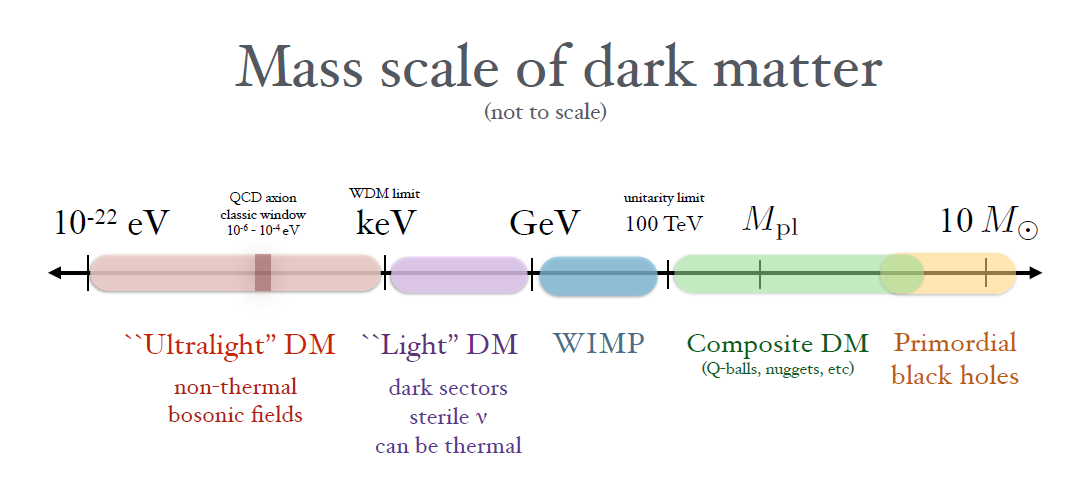 Mass scale of dark matter
(not to scale)
10⁻²² eV
QCD axion
classic window
10⁻⁶ - 10⁻⁴ eV
WDM limit
keV
GeV
unitarity limit
100 TeV
Mpl
10 M☉
``Ultralight” DM
non-thermal
bosonic fields
``Light” DM
dark sectors
sterile ν
can be thermal
WIMP
Composite DM
(Q-balls, nuggets, etc)
Primordial
black holes